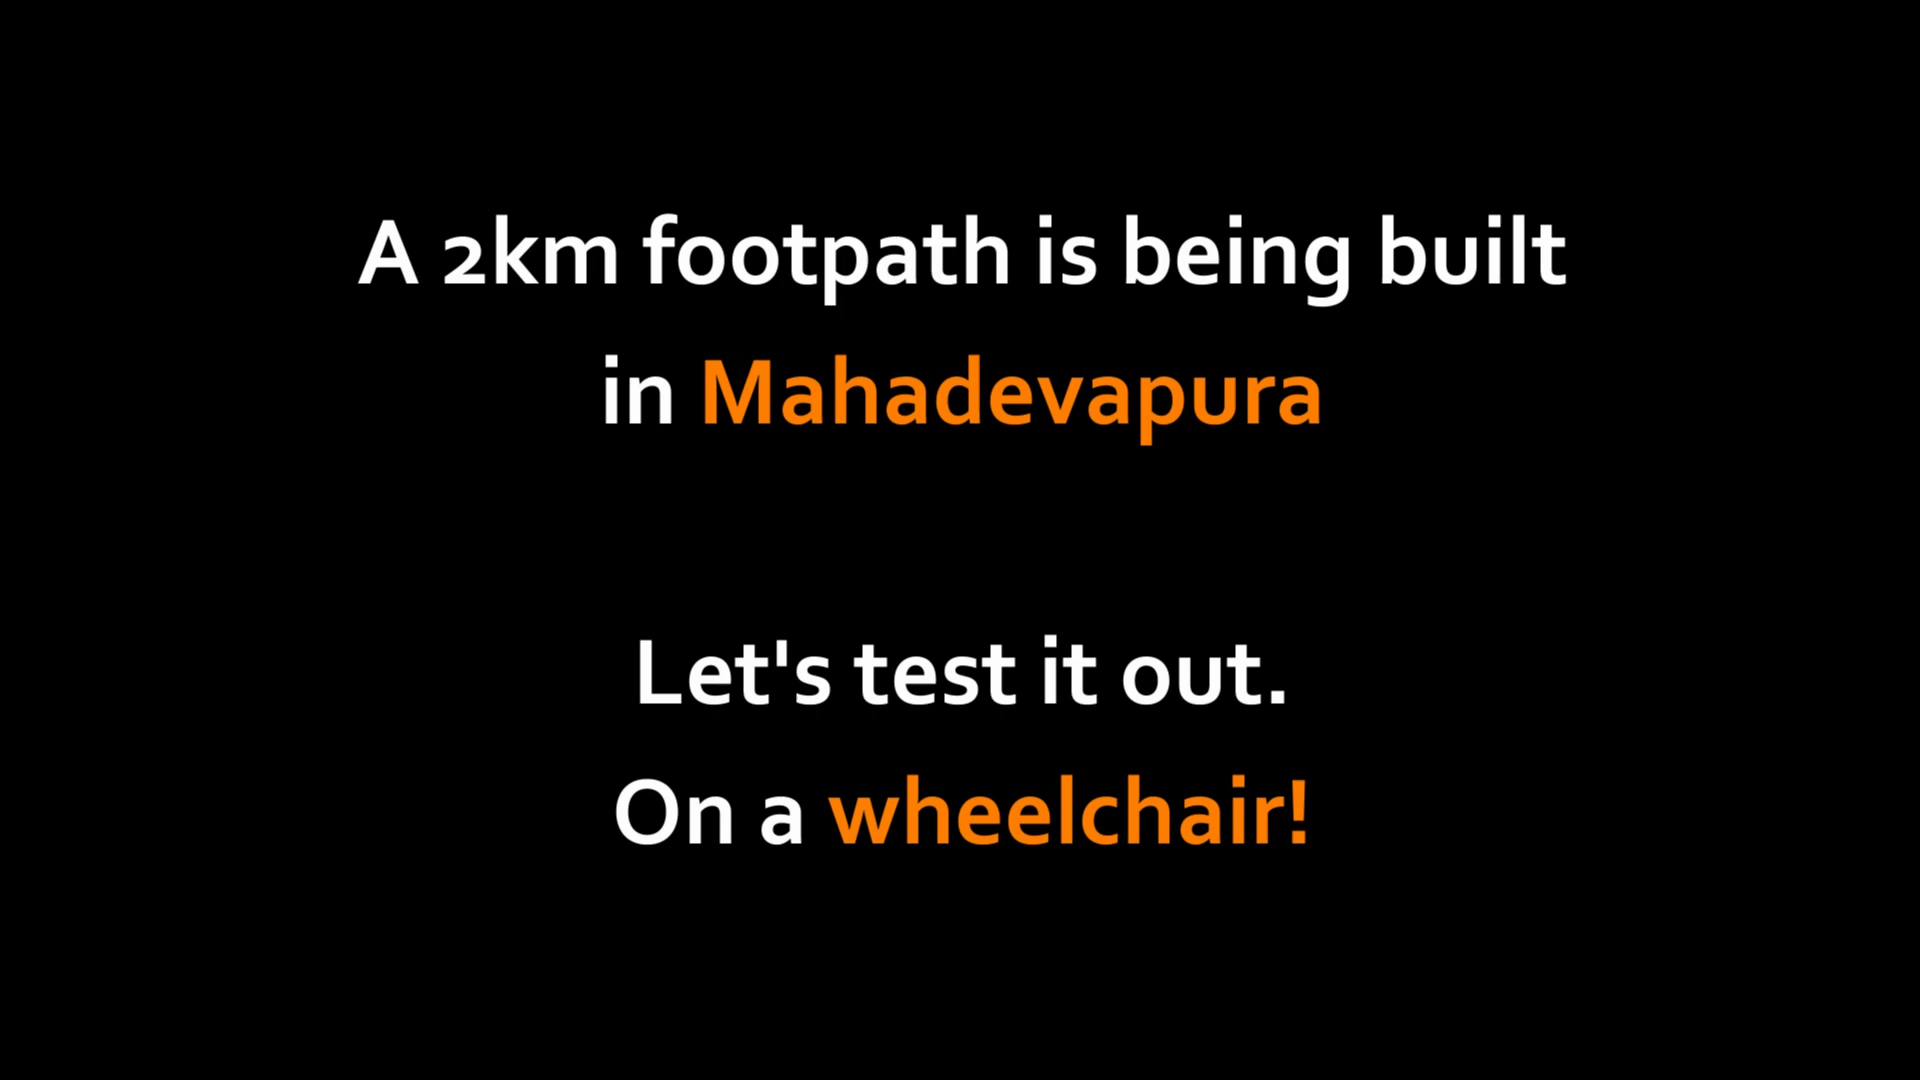 A 2km footpath is being built
in Mahadevapura
Let's test it out.
On a wheelchair!